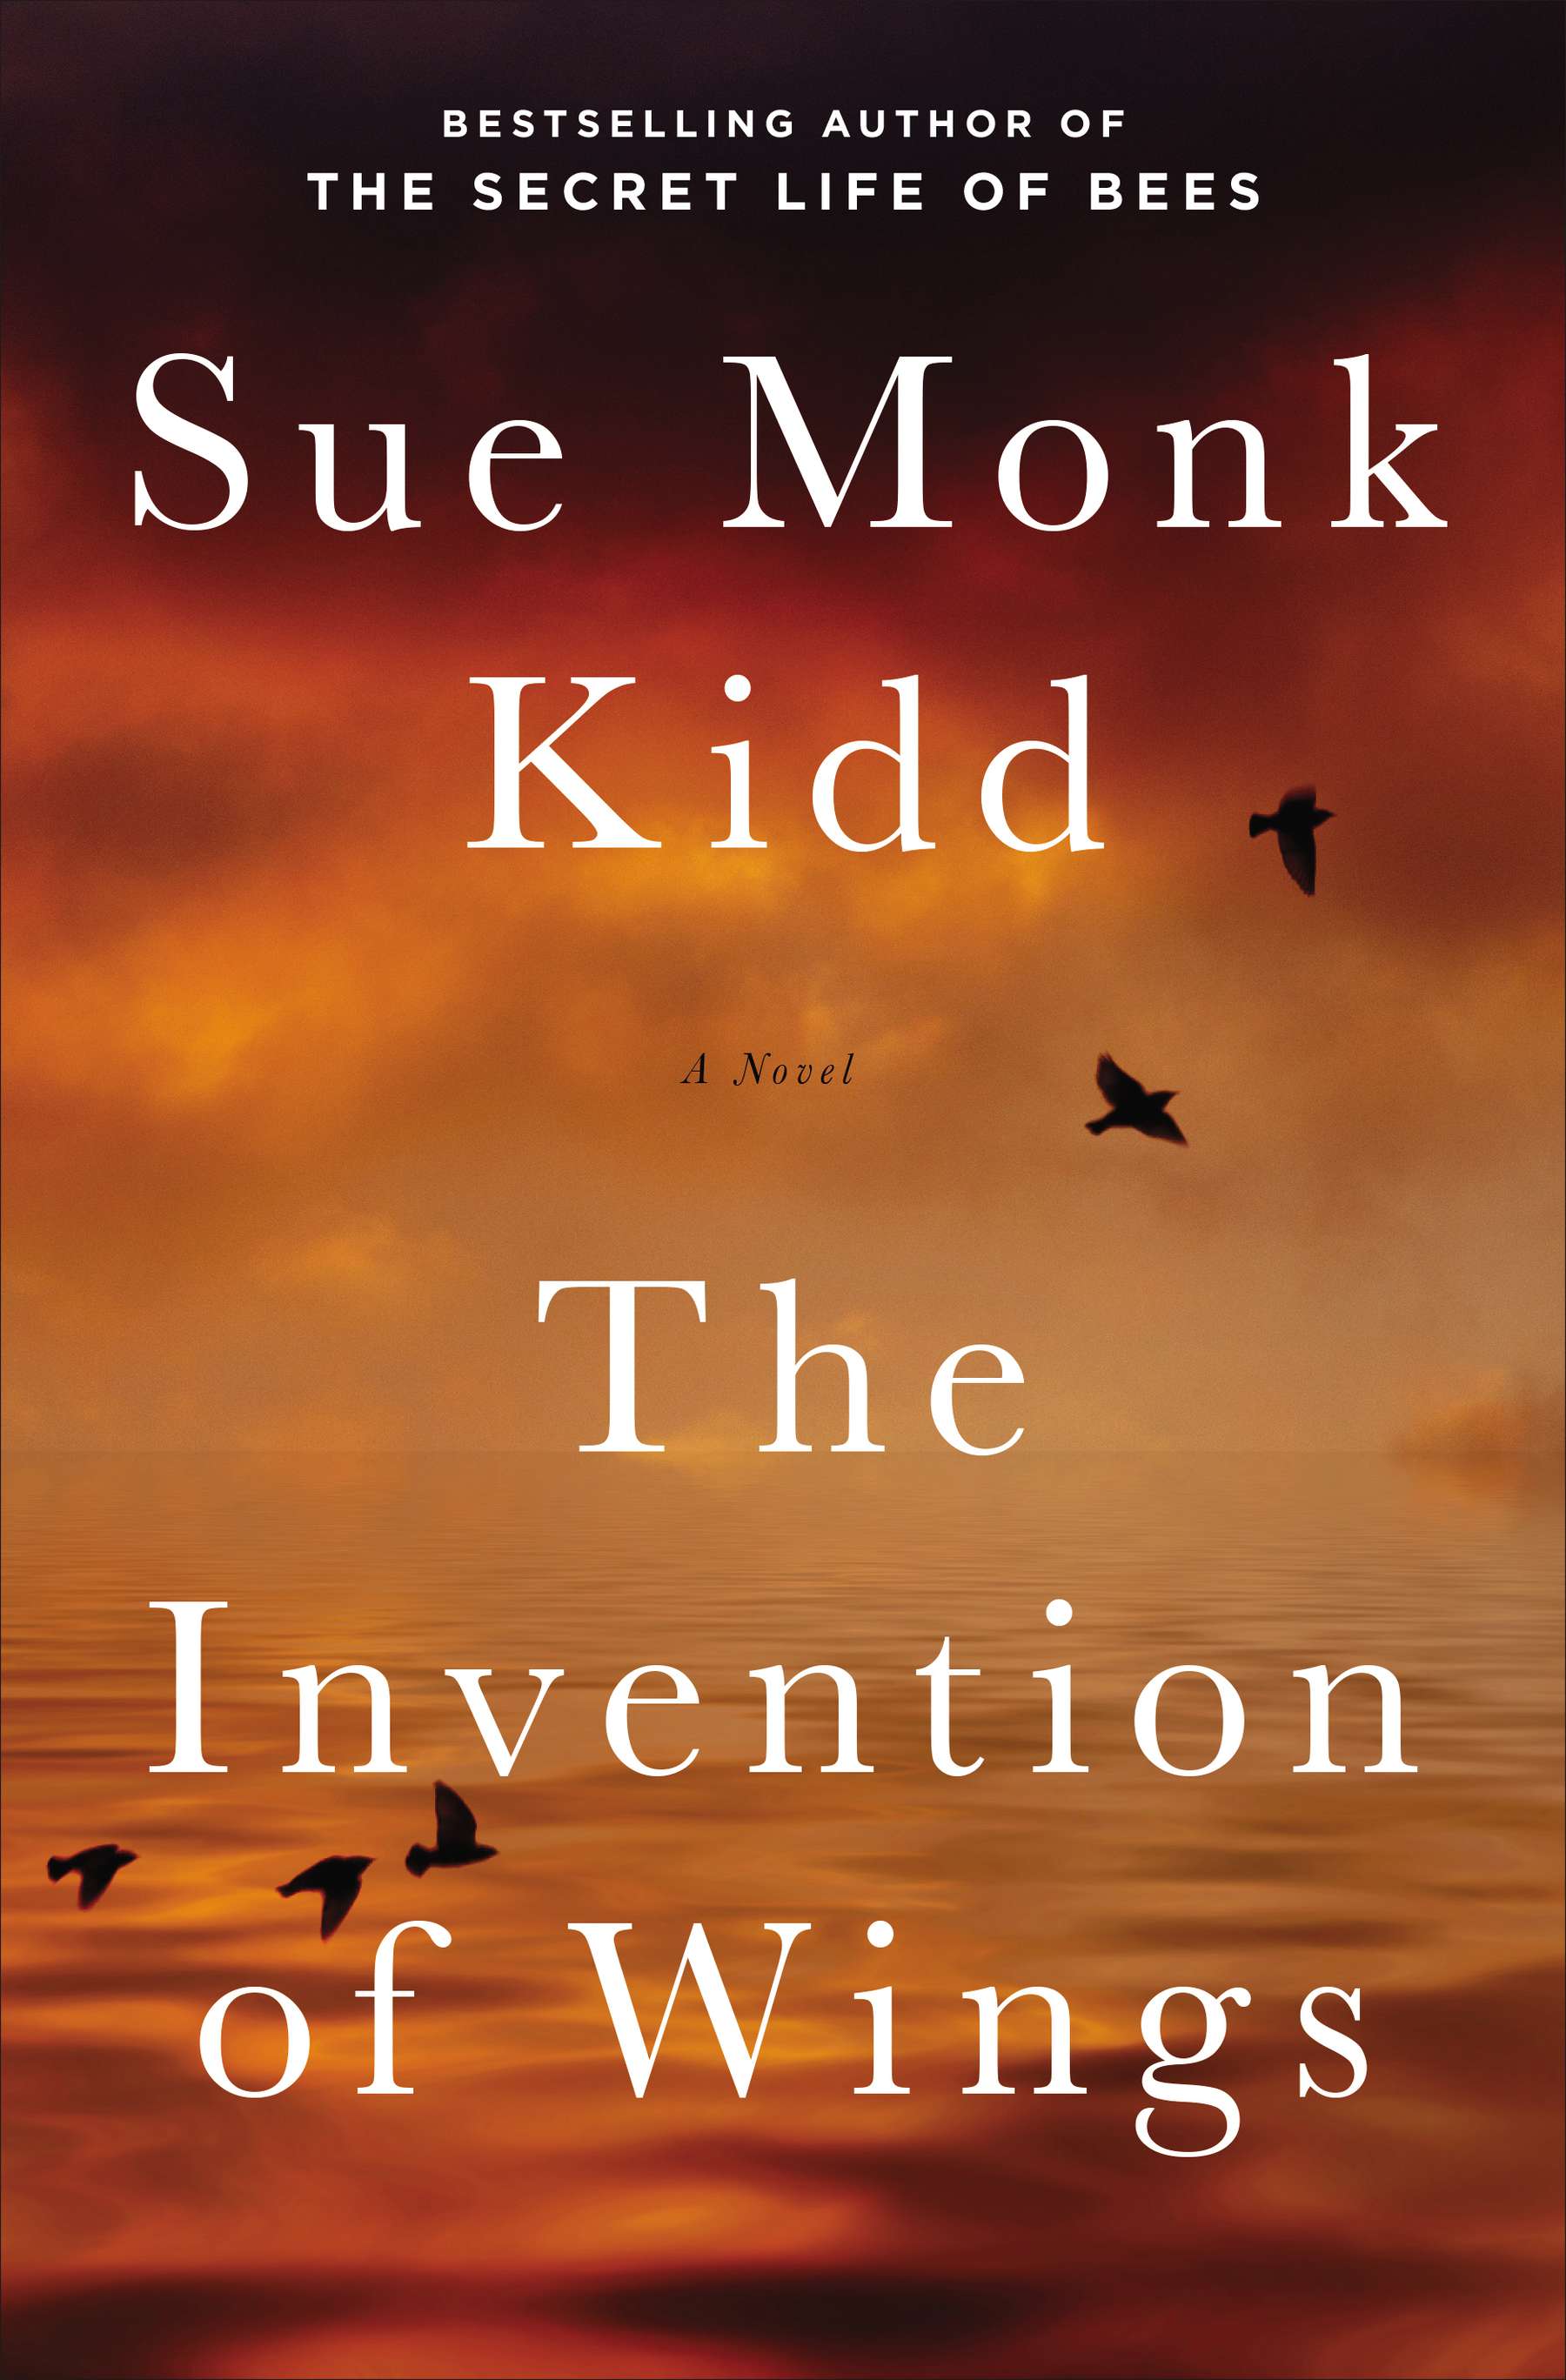 BESTSELLING AUTHOR OF
THE SECRET LIFE OF BEES
Sue Monk
Kidd
A Novel
The
Invention
of Wings